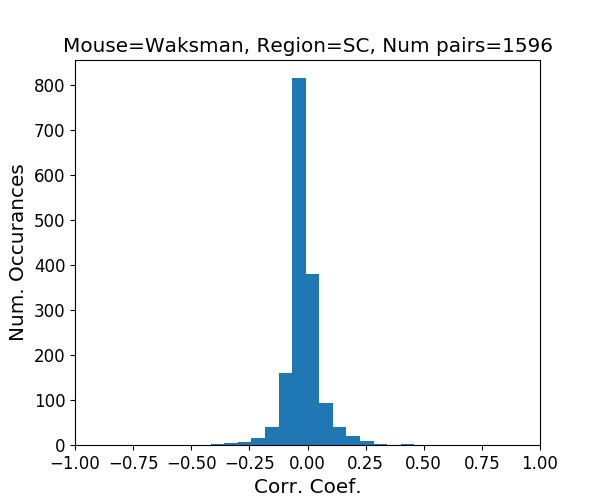 Mouse=Waksman, Region=SC, Num pairs=1596
800
700
600
500
400
300
200
100
0
Num. Occurances
−1.00 −0.75 −0.50 −0.25 0.00 0.25 0.50 0.75 1.00
Corr. Coef.